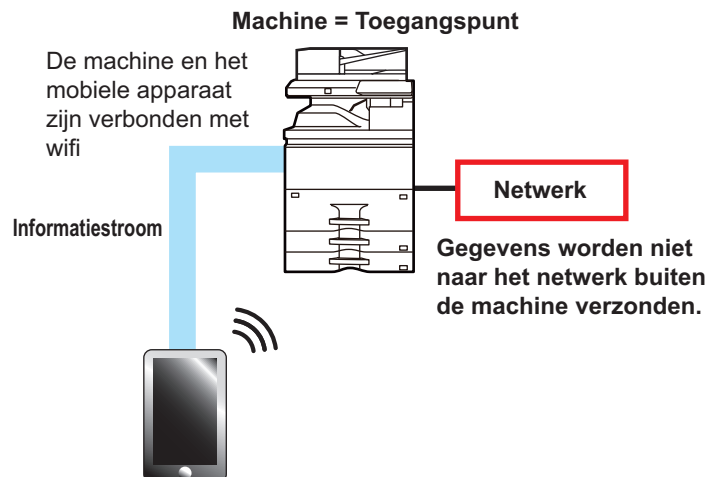 Machine = Toegangspunt
De machine en het
mobiele apparaat
zijn verbonden met
wifi
Informatiestroom
Netwerk
Gegevens worden niet
naar het netwerk buiten
de machine verzonden.